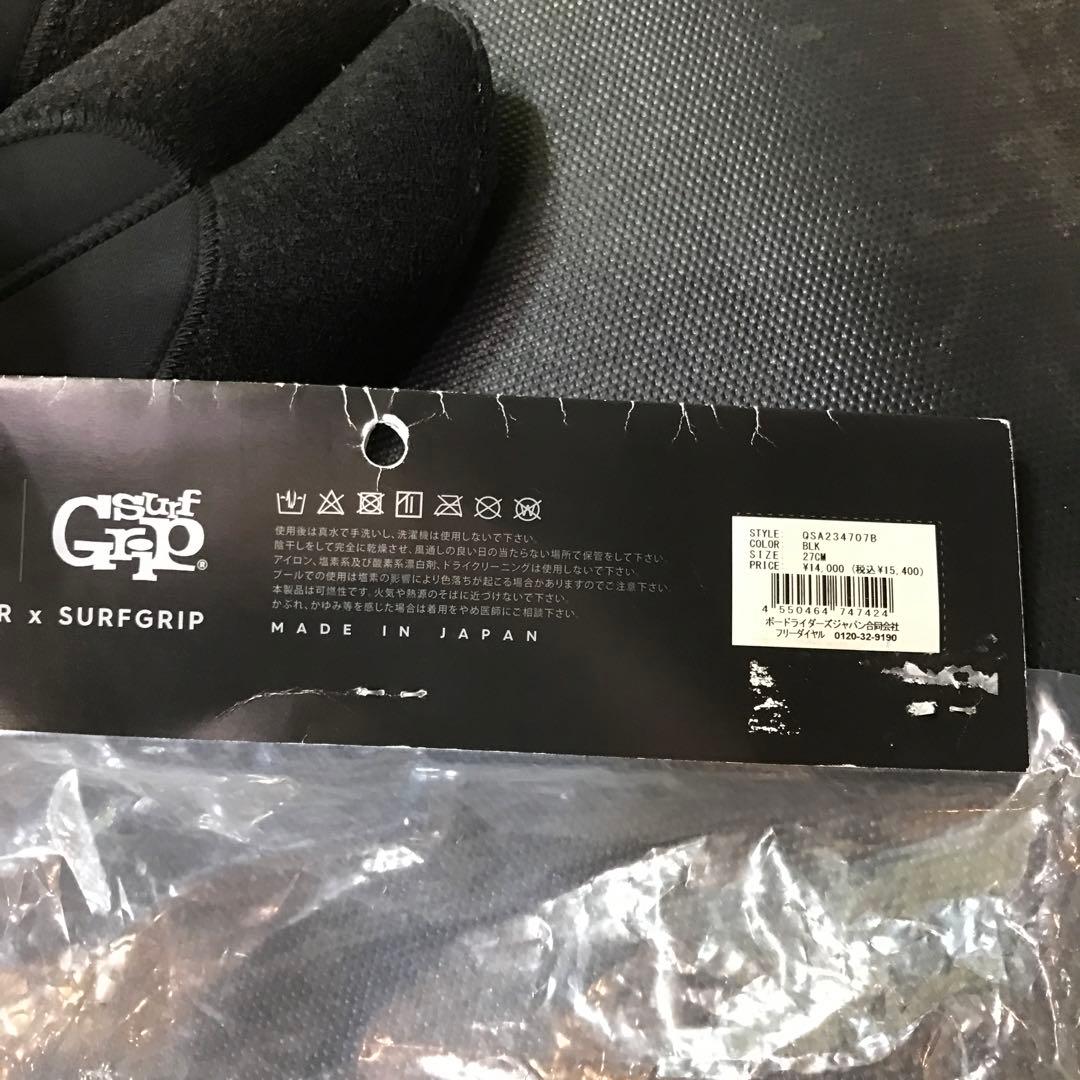 surf
Grip®
R x SURFGRIP
使用後は真水で手洗いし、洗濯機は使用しないで下さい。
陰干しをして完全に乾燥させ、風通しの良い日の当たらない場所で保管をして下さい。
アイロン、塩素系及び酸素系漂白剤、ドライクリーニングは使用しないで下さい。
プールでの使用は塩素の影響により色落ちが起こる場合がありますのでご注意下さい。
本製品は可燃性です。火気や熱源のそばに近づけないで下さい。
かぶれ、かゆみ等を感じた場合は着用をやめ医師にご相談下さい。
MADE IN JAPAN
STYLE: QSA234707B
COLOR: BLK
SIZE: 27CM
PRICE: ¥14,000 (税込¥15,400)
4 550464 747424
ボードライダーズジャパン合同会社
フリーダイヤル 0120-32-9190